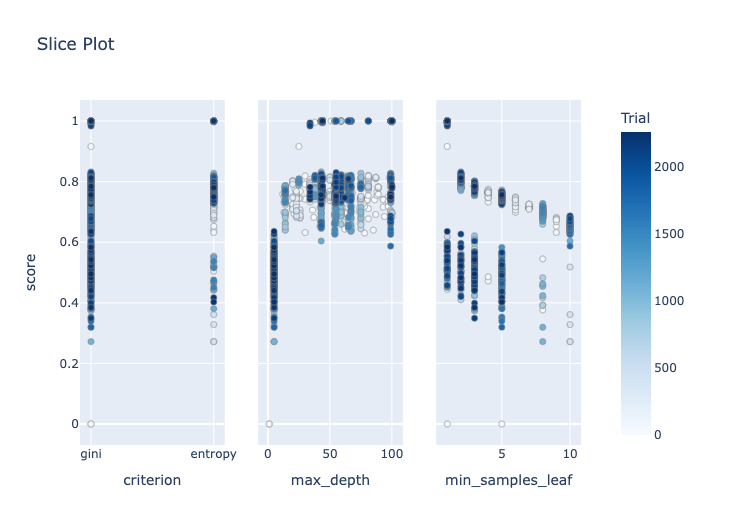 Slice Plot
score
1
0.8
0.6
0.4
0.2
0
gini
entropy
criterion
0
50
100
max_depth
5
10
min_samples_leaf
Trial
2000
1500
1000
500
0